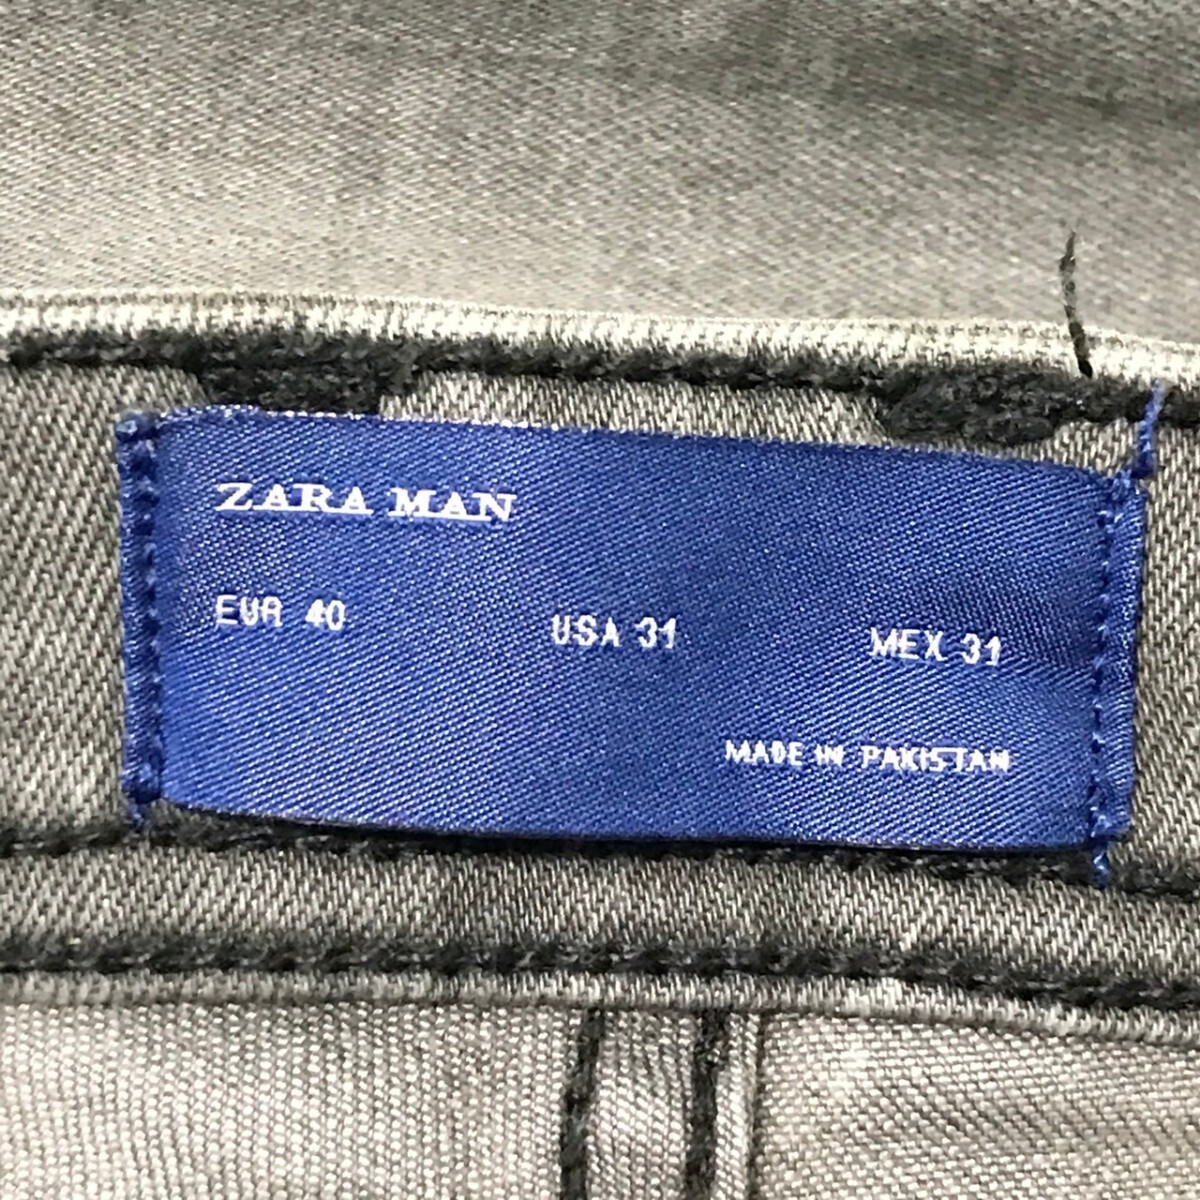 ZARA MAN
EUR 40 USA 31 MEX 31
MADE IN PAKISTAN